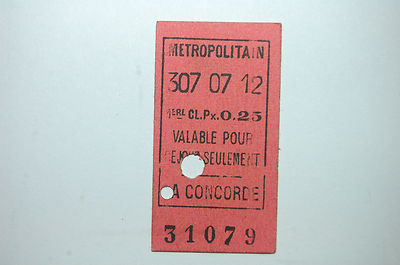 METROPOLITAIN
307 07 12
1ERE CL.Px.0.25
VALABLE POUR
SEULEMENT
A CONCORDE
31079